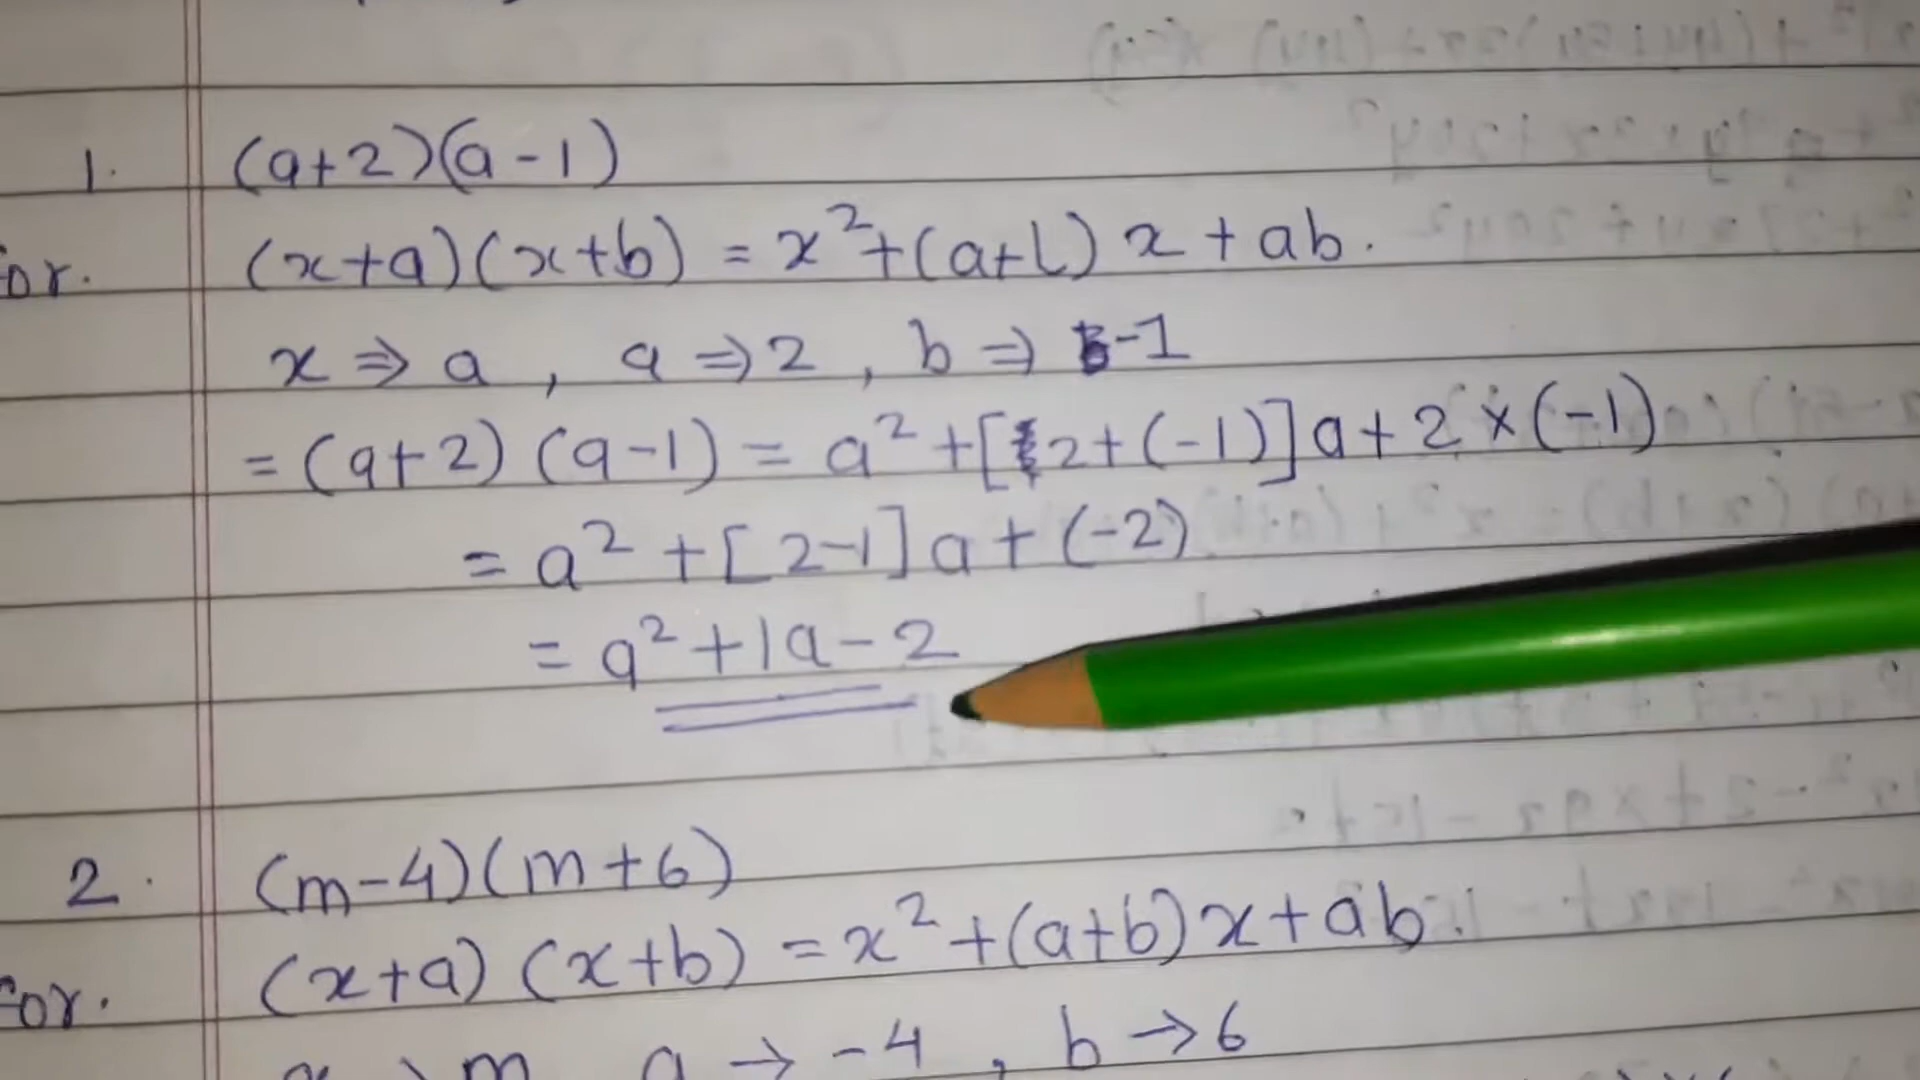 1. (a+2)(a-1)
for. (x+a)(x+b) = x²+(a+b) x + ab.
x ⇒ a , a ⇒ 2 , b ⇒ -1
= (a+2) (a-1) = a² + [2+(-1)]a + 2 × (-1)
= a² + [2-1]a + (-2)
= a² + 1a - 2
2. (m-4)(m+6)
for. (x+a) (x+b) = x² + (a+b)x + ab.
m a → -4 , b → 6